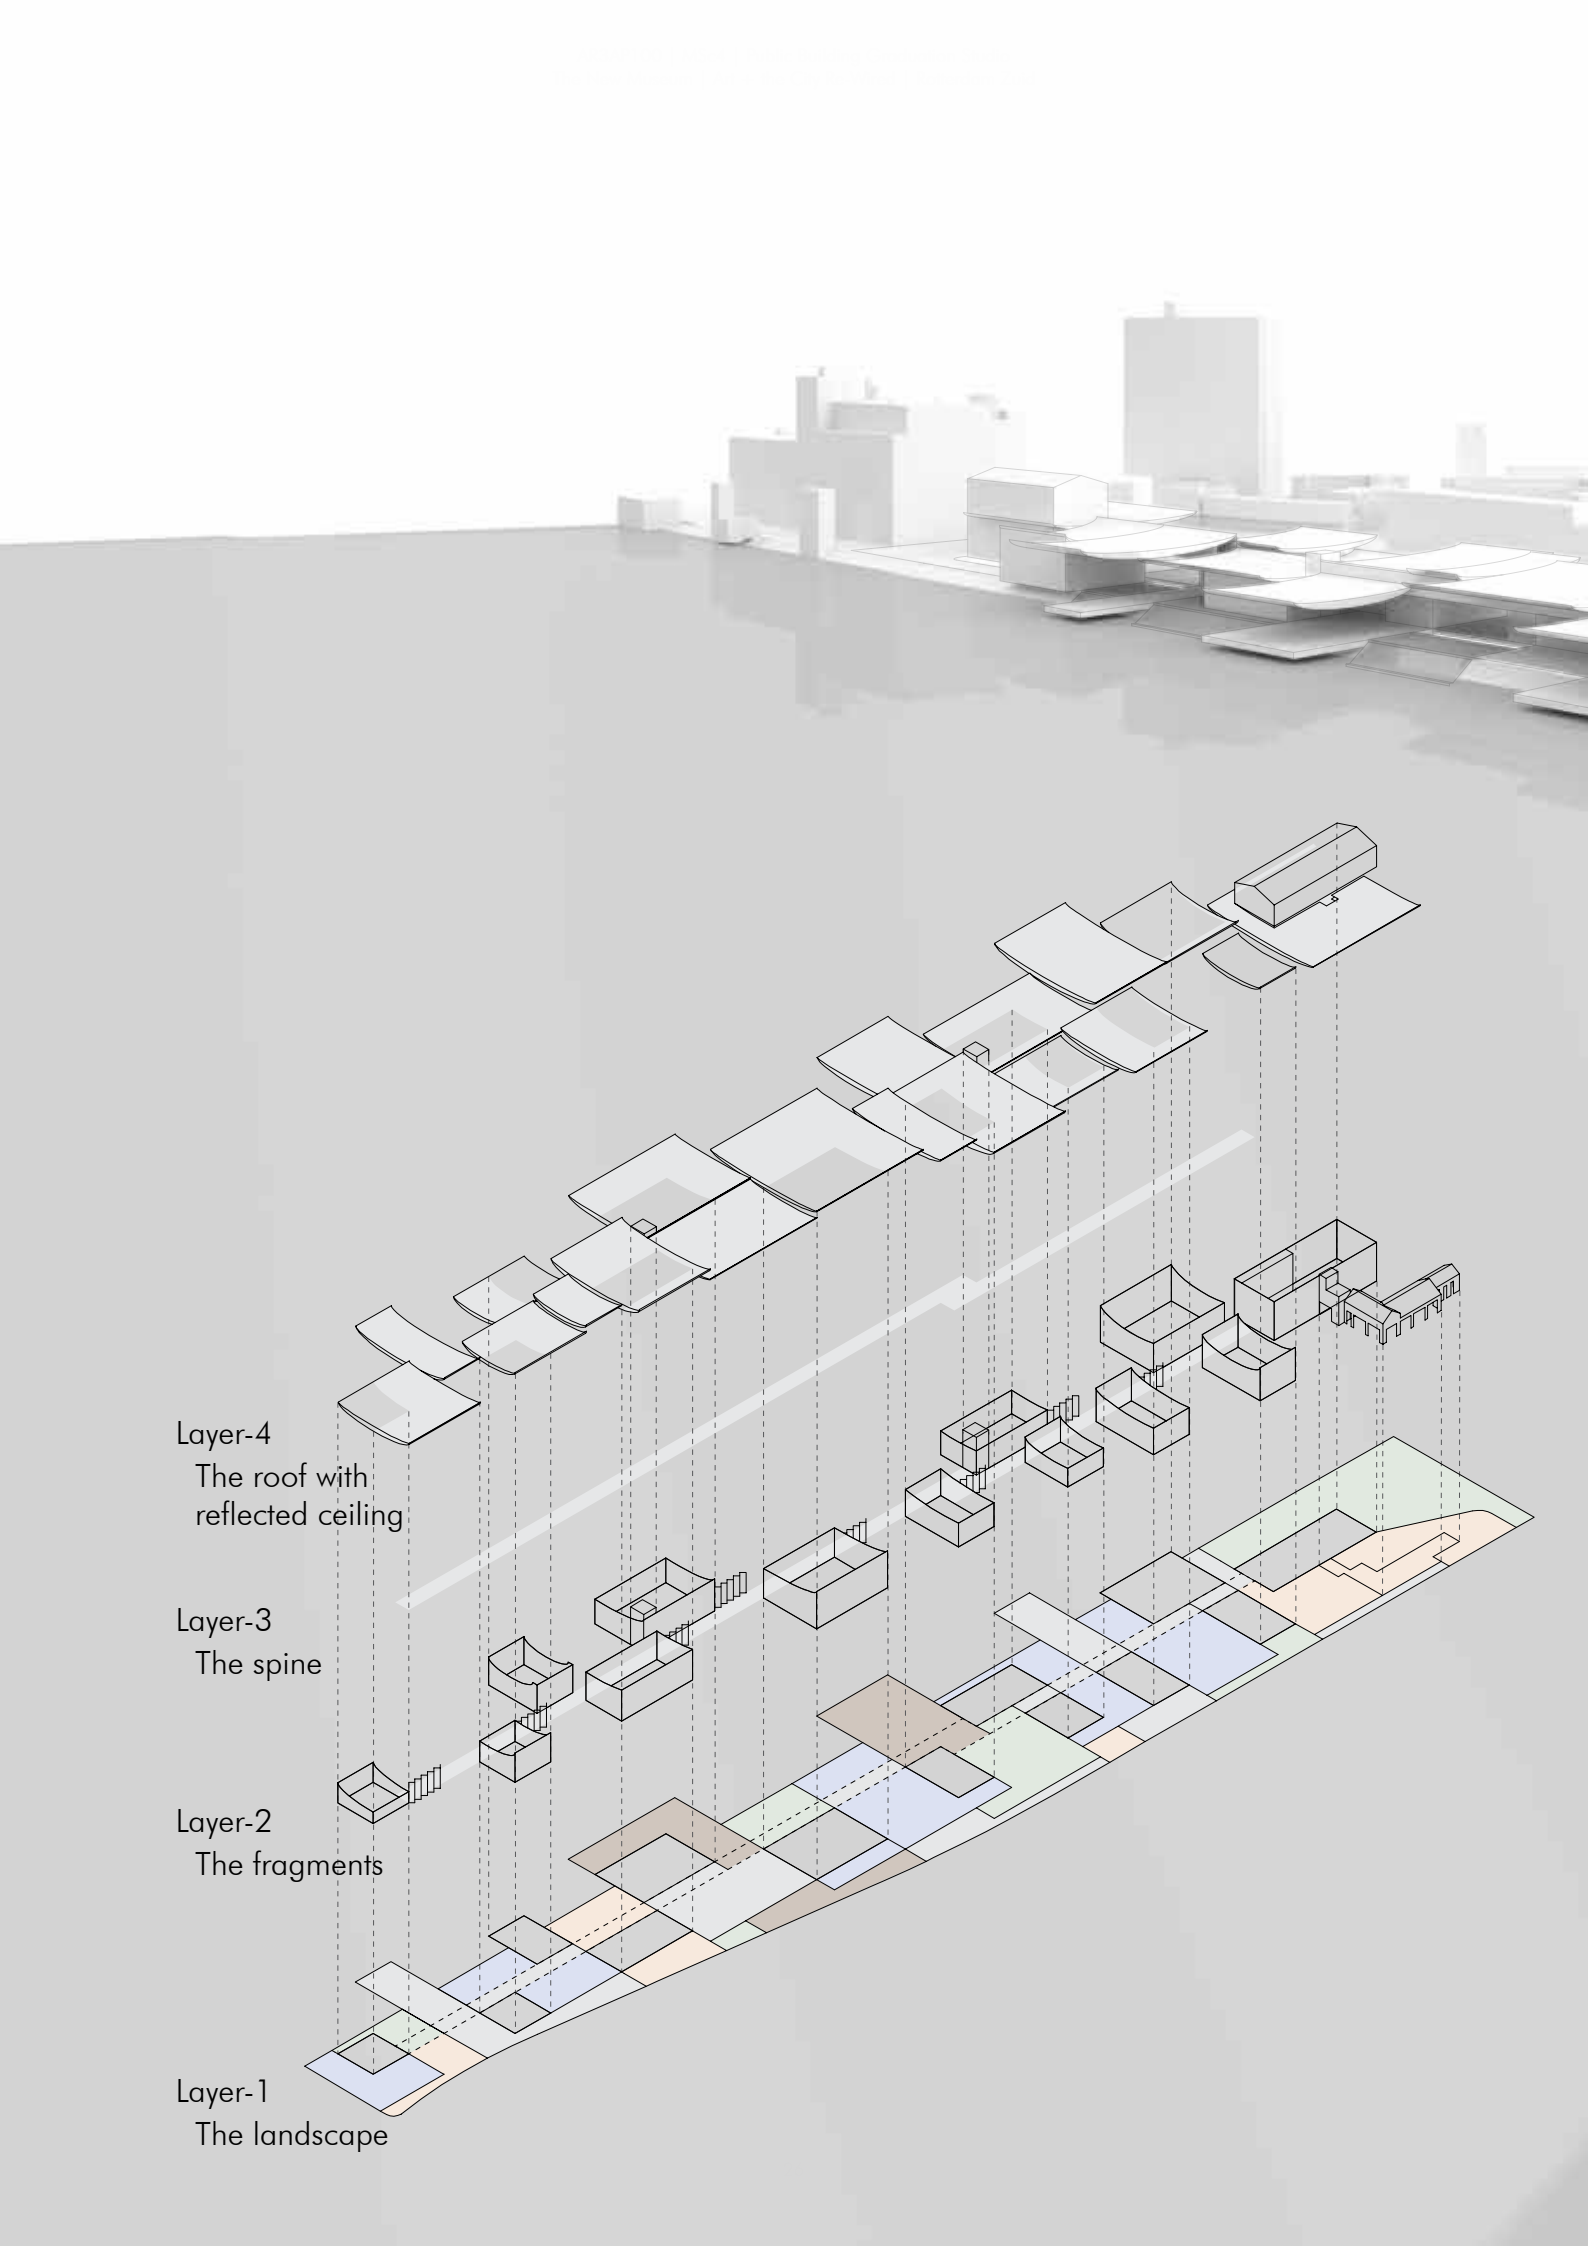 Layer-4
The roof with
reflected ceiling
Layer-3
The spine
Layer-2
The fragments
Layer-1
The landscape